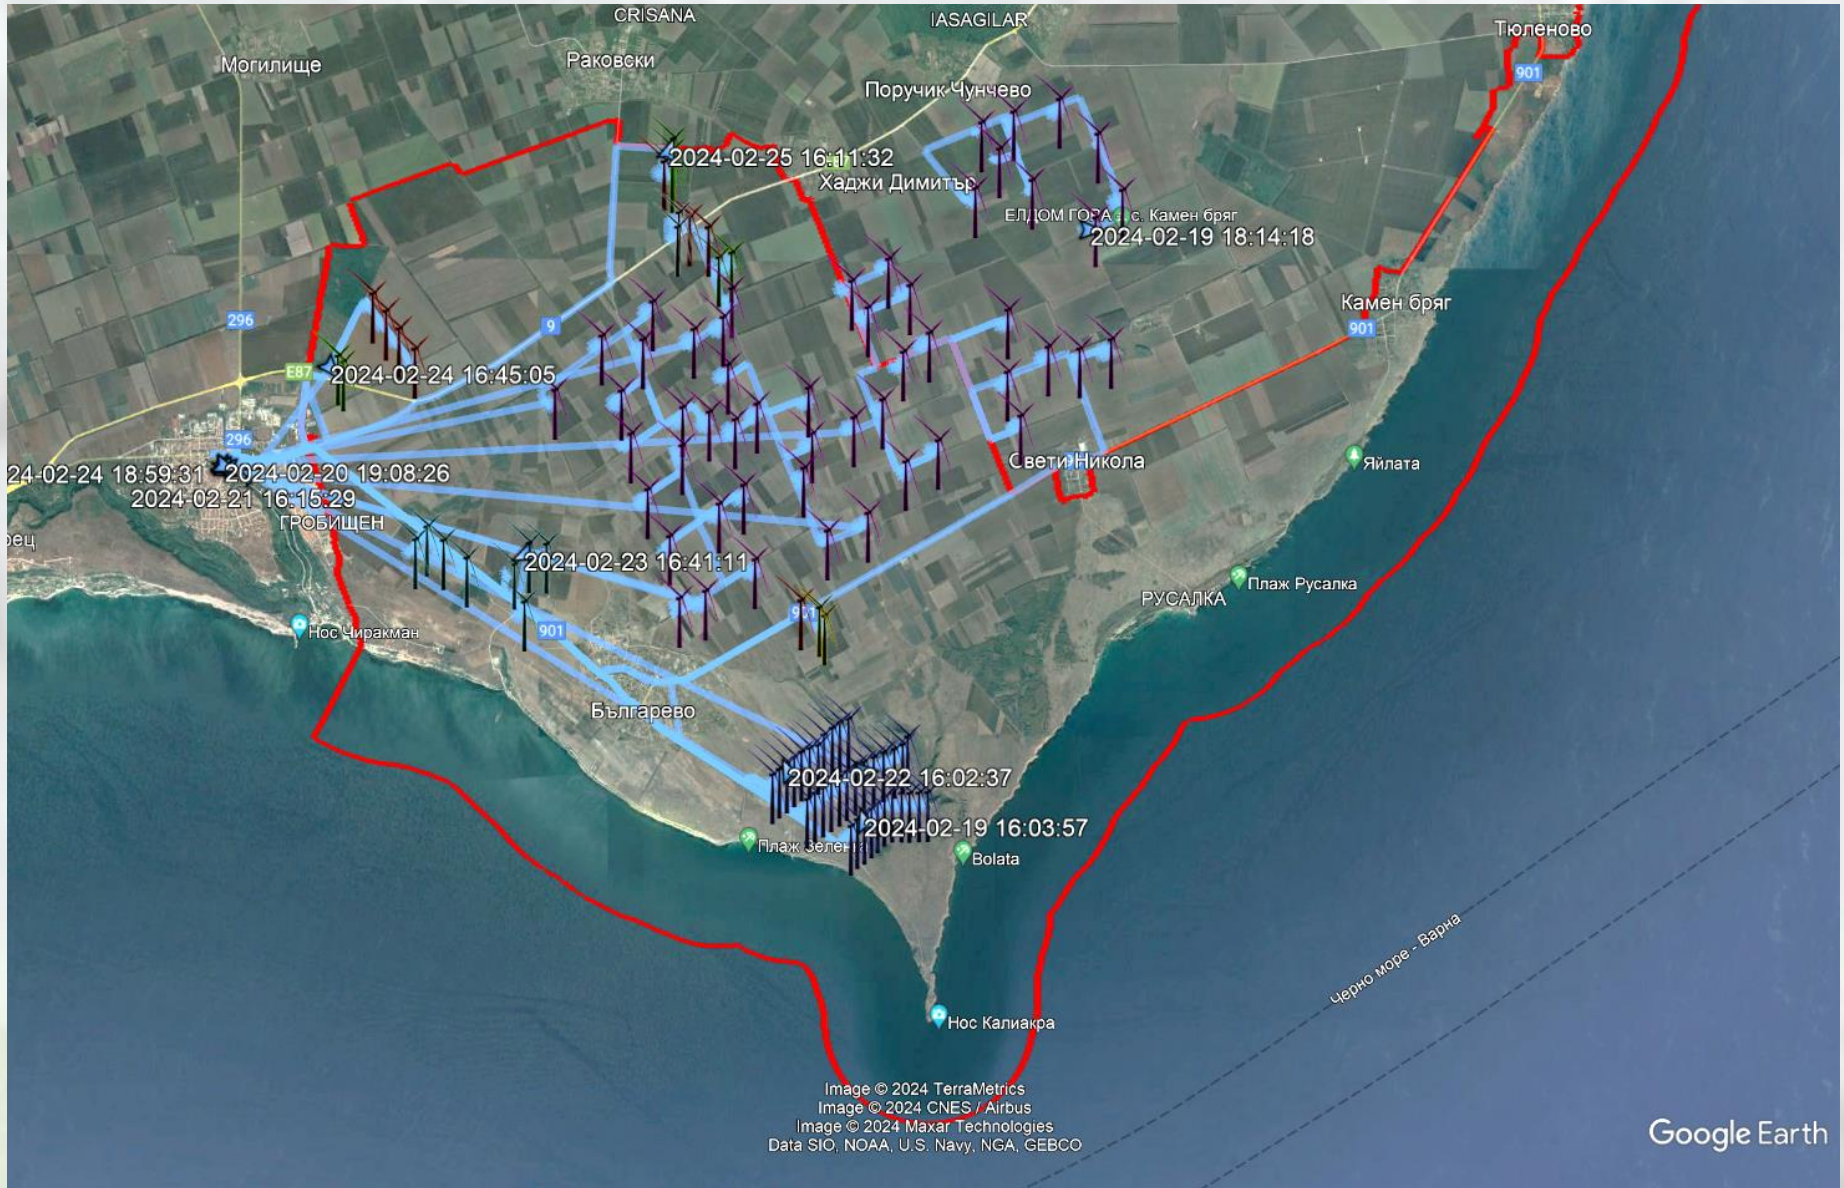 CRISANA
IASAGILAR
Тюленово
Могилище
Раковски
901
Поручик Чунчево
2024-02-25 16:11:32
Хаджи Димитър
ЕЛДОМ ГОРА
с. Камен бряг
2024-02-19 18:14:18
Камен бряг
296
9
901
E87
2024-02-24 16:45:05
296
Свети Никола
Яйлата
24-02-24 18:59:31
2024-02-20 19:08:26
2024-02-21 16:15:29
ГРОБИЩЕН
рец
2024-02-23 16:41:11
Плаж Русалка
РУСАЛКА
901
901
Нос Чиракман
Българево
2024-02-22 16:02:37
2024-02-19 16:03:57
Плаж Зелен
Bolata
Черно море - Варна
Нос Калиакра
Image © 2024 TerraMetrics
Image © 2024 CNES / Airbus
Image © 2024 Maxar Technologies
Data SIO, NOAA, U.S. Navy, NGA, GEBCO
Google Earth